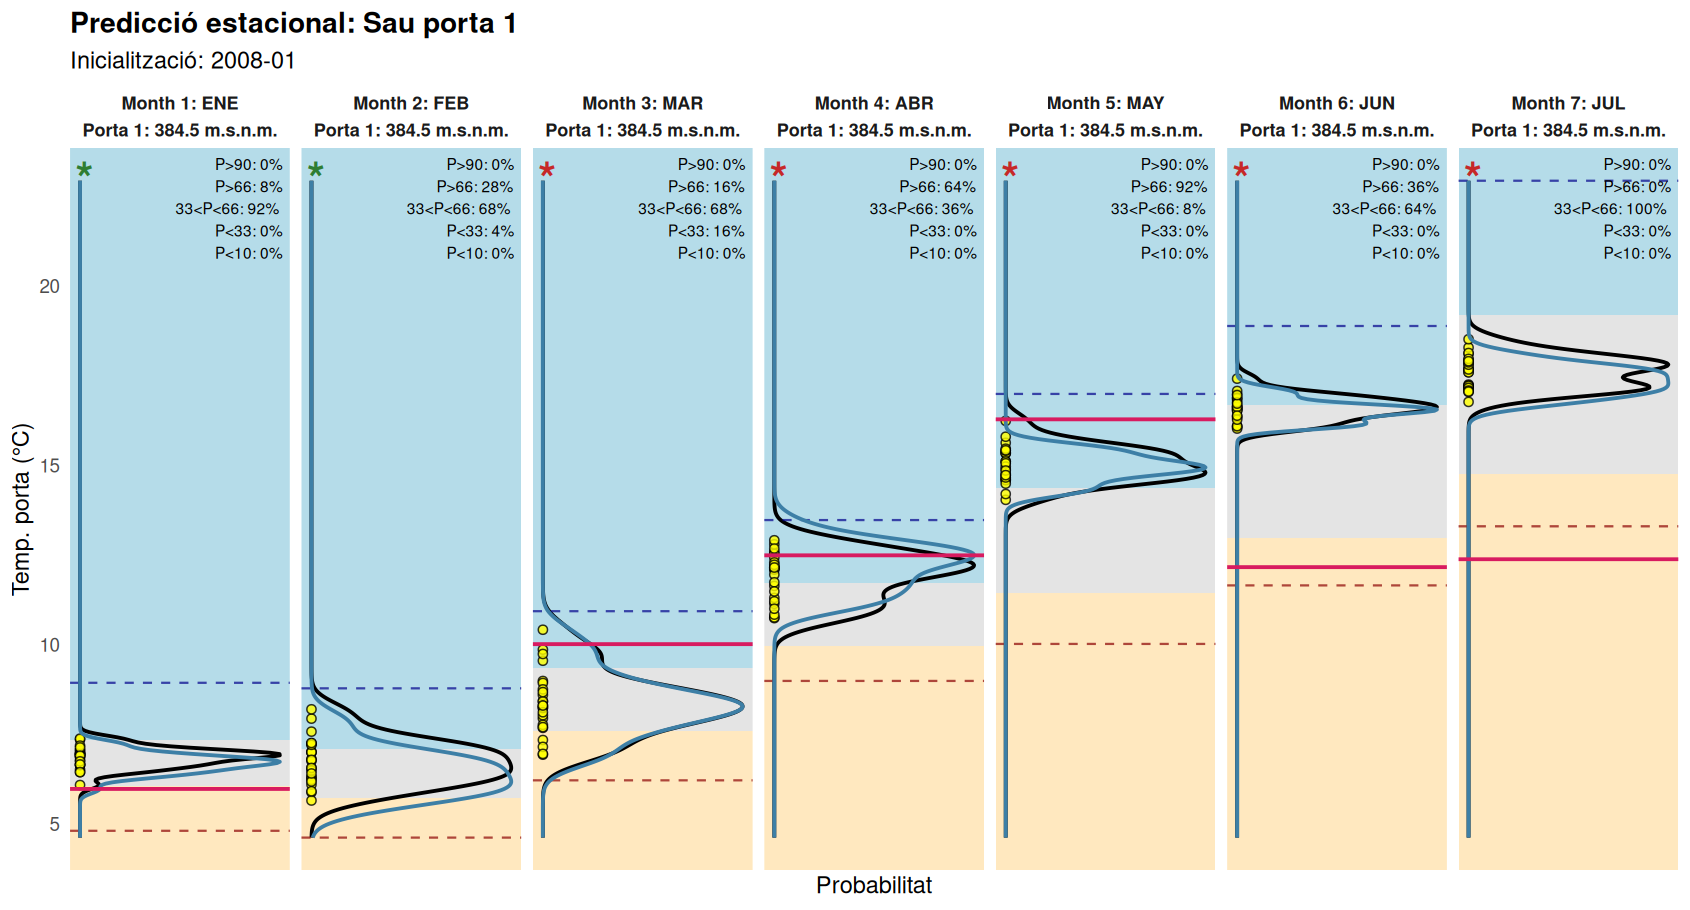 Predicció estacional: Sau porta 1
Inicialització: 2008-01
Month 1: ENE
Porta 1: 384.5 m.s.n.m.
*
P>90: 0%
P>66: 8%
33<P<66: 92%
P<33: 0%
P<10: 0%
Month 2: FEB
Porta 1: 384.5 m.s.n.m.
*
P>90: 0%
P>66: 28%
33<P<66: 68%
P<33: 4%
P<10: 0%
Month 3: MAR
Porta 1: 384.5 m.s.n.m.
*
P>90: 0%
P>66: 16%
33<P<66: 68%
P<33: 16%
P<10: 0%
Month 4: ABR
Porta 1: 384.5 m.s.n.m.
*
P>90: 0%
P>66: 64%
33<P<66: 36%
P<33: 0%
P<10: 0%
Month 5: MAY
Porta 1: 384.5 m.s.n.m.
*
P>90: 0%
P>66: 92%
33<P<66: 8%
P<33: 0%
P<10: 0%
Month 6: JUN
Porta 1: 384.5 m.s.n.m.
*
P>90: 0%
P>66: 36%
33<P<66: 64%
P<33: 0%
P<10: 0%
Month 7: JUL
Porta 1: 384.5 m.s.n.m.
*
P>90: 0%
P>66: 0%
33<P<66: 100%
P<33: 0%
P<10: 0%
Temp. porta (°C)
20
15
10
5
Probabilitat